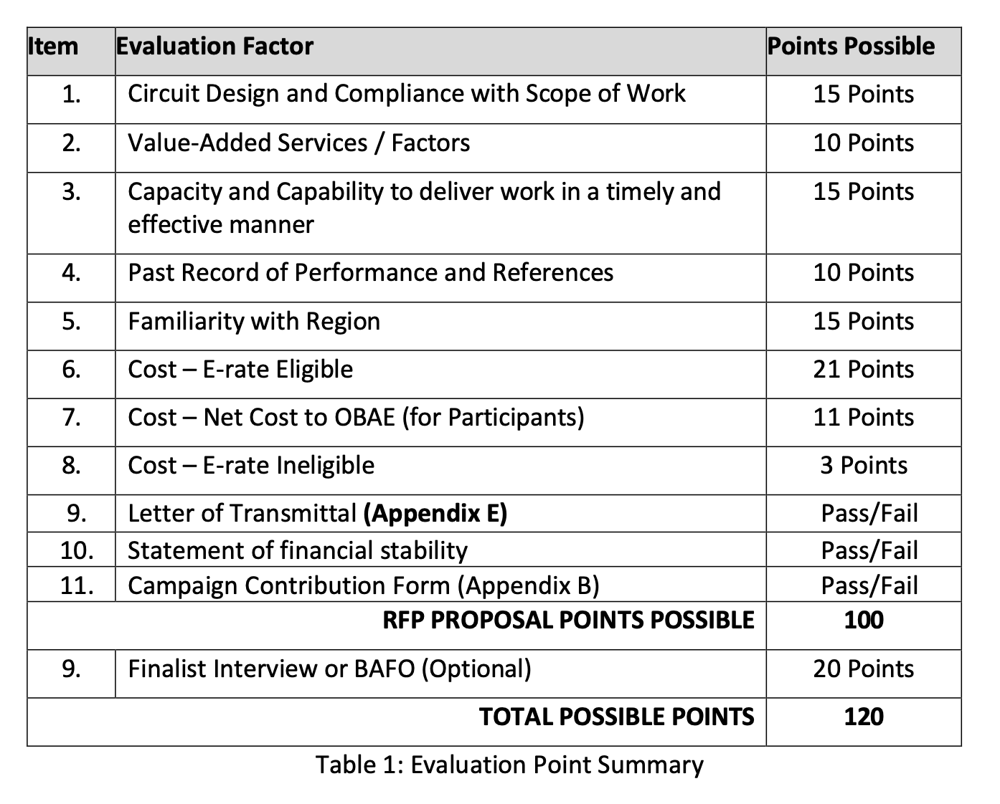 Item Evaluation Factor Points Possible
1. Circuit Design and Compliance with Scope of Work 15 Points
2. Value-Added Services / Factors 10 Points
3. Capacity and Capability to deliver work in a timely and 15 Points
effective manner
4. Past Record of Performance and References 10 Points
5. Familiarity with Region 15 Points
6. Cost – E-rate Eligible 21 Points
7. Cost – Net Cost to OBAE (for Participants) 11 Points
8. Cost – E-rate Ineligible 3 Points
9. Letter of Transmittal (Appendix E) Pass/Fail
10. Statement of financial stability Pass/Fail
11. Campaign Contribution Form (Appendix B) Pass/Fail
RFP PROPOSAL POINTS POSSIBLE 100
9. Finalist Interview or BAFO (Optional) 20 Points
TOTAL POSSIBLE POINTS 120
Table 1: Evaluation Point Summary